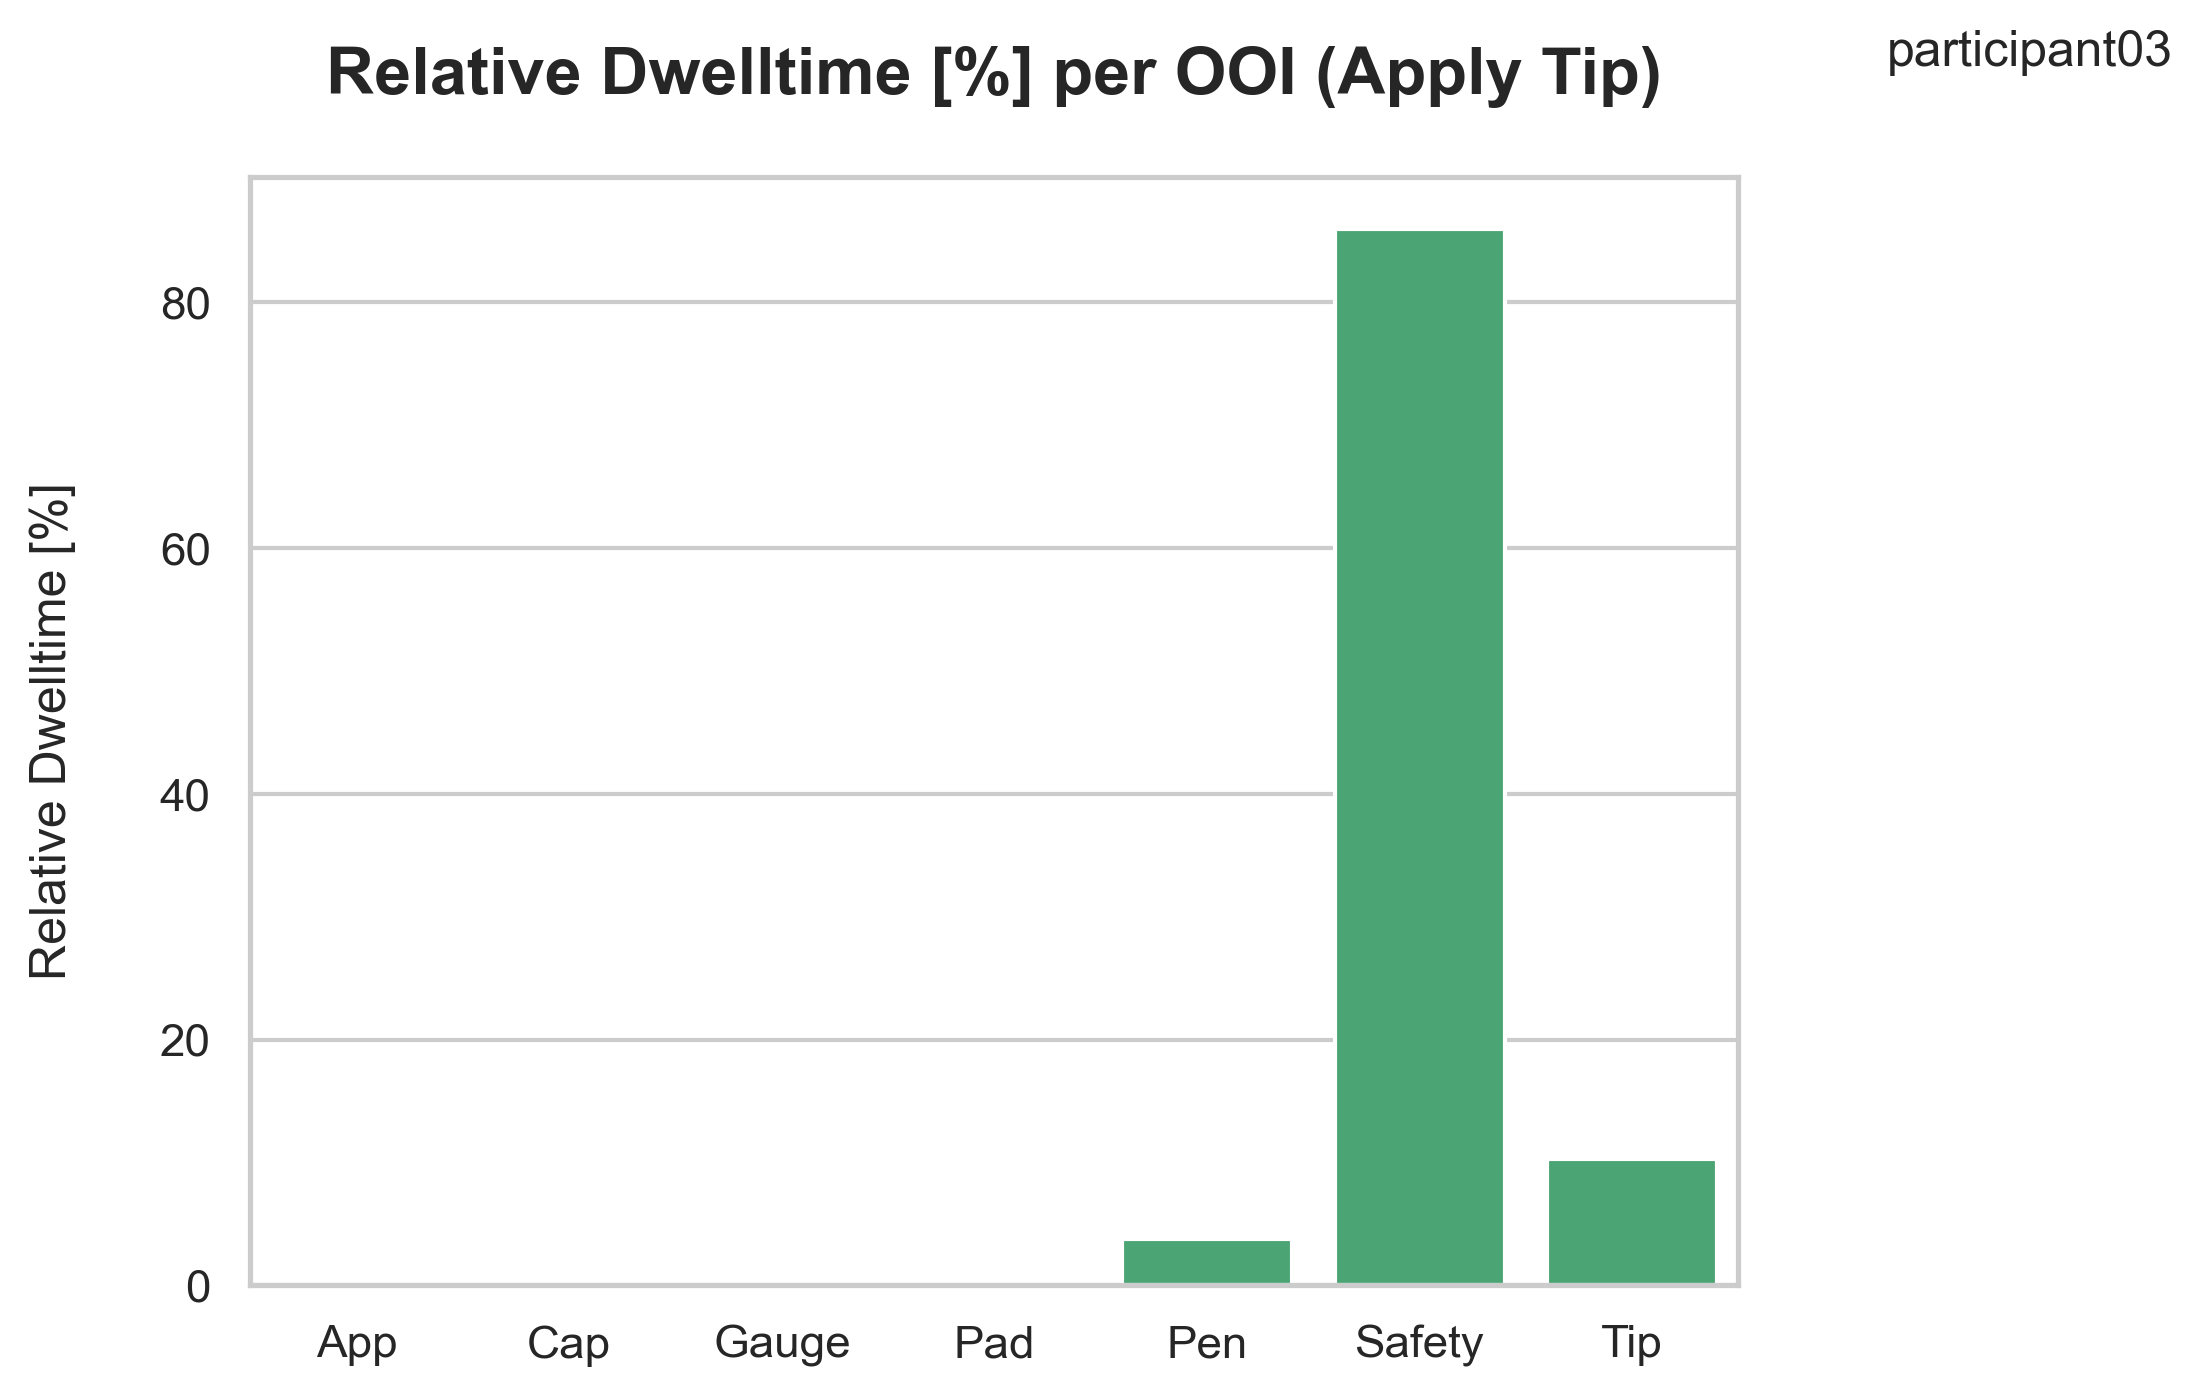 participant03
Relative Dwelltime [%] per OOI (Apply Tip)
Relative Dwelltime [%]
80
60
40
20
0
App Cap Gauge Pad Pen Safety Tip